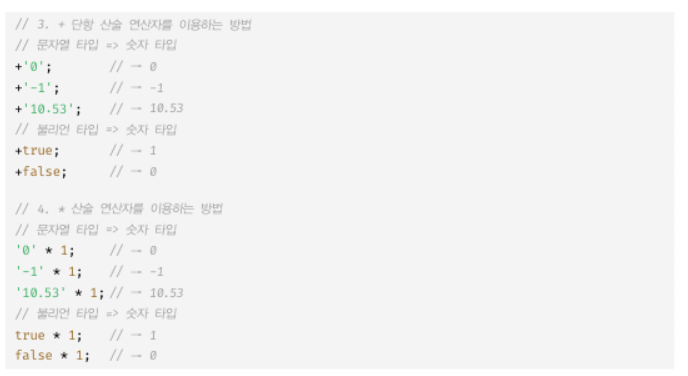 // 3. + 단항 산술 연산자를 이용하는 방법
// 문자열 타입 => 숫자 타입
+'0';       // → 0
+'-1';      // → -1
+'10.53';   // → 10.53
// 불리언 타입 => 숫자 타입
+true;      // → 1
+false;     // → 0
// 4. * 산술 연산자를 이용하는 방법
// 문자열 타입 => 숫자 타입
'0' * 1;    // → 0
'-1' * 1;   // → -1
'10.53' * 1; // → 10.53
// 불리언 타입 => 숫자 타입
true * 1;   // → 1
false * 1;  // → 0